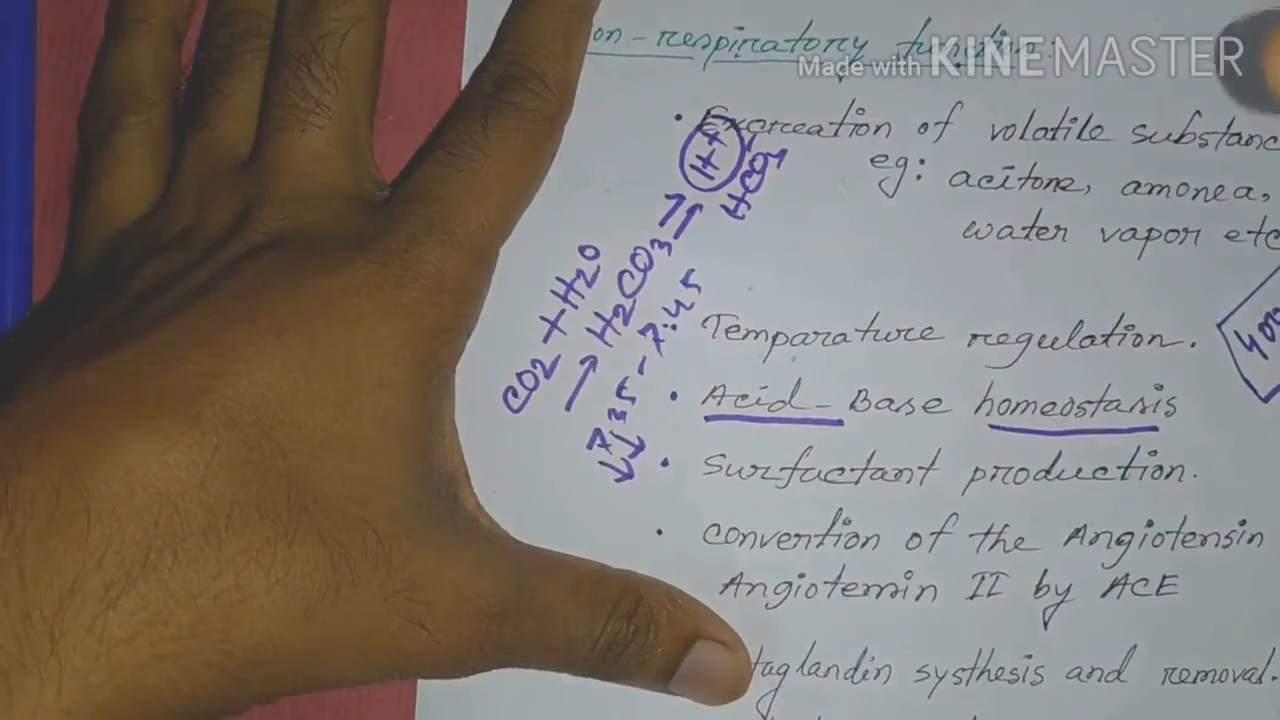 on-respiratory function:
Made with KINEMASTER
• Excreation of volatile substanc
eg: acitone, amonea,
water vapor etc
CO2 + H2O
→ H2CO3 →→ H+
HCO3
7.35 - 7.45
Temparature regulation.
• Acid-Base homeostasis
• Surfactant production.
• convertion of the Angiotensin
Angiotensin II by ACE
taglandin systhesis and removal.